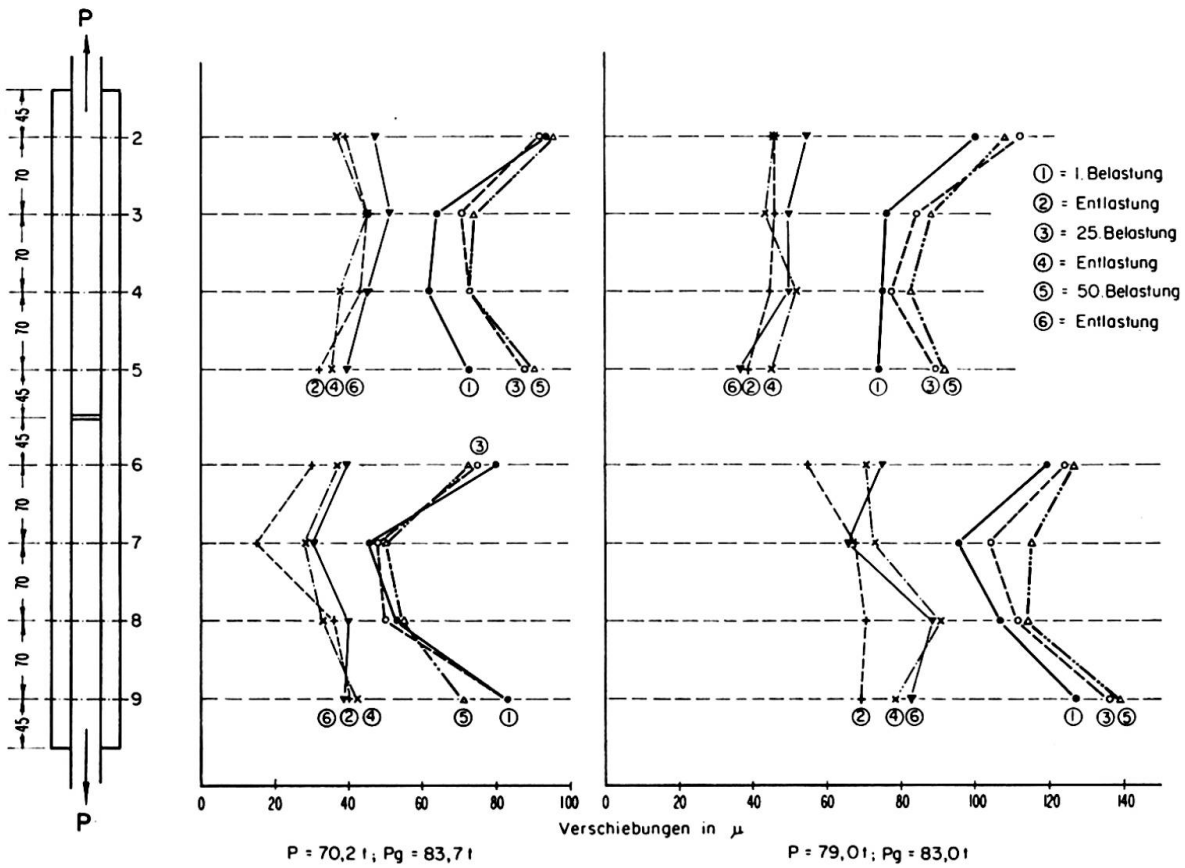 P
45
70
70
70
45
45
70
70
70
45
P
2
3
4
5
6
7
8
9
② ④ ⑥ ① ③ ⑤
③
⑥ ② ④ ⑤ ①
0 20 40 60 80 100
⑥ ② ④ ① ③ ⑤
② ④ ⑥ ① ③ ⑤
0 20 40 60 80 100 120 140
① = 1. Belastung
② = Entlastung
③ = 25. Belastung
④ = Entlastung
⑤ = 50. Belastung
⑥ = Entlastung
Verschiebungen in μ
P = 70,2 t ; Pg = 83,7 t
P = 79,0 t ; Pg = 83,0 t